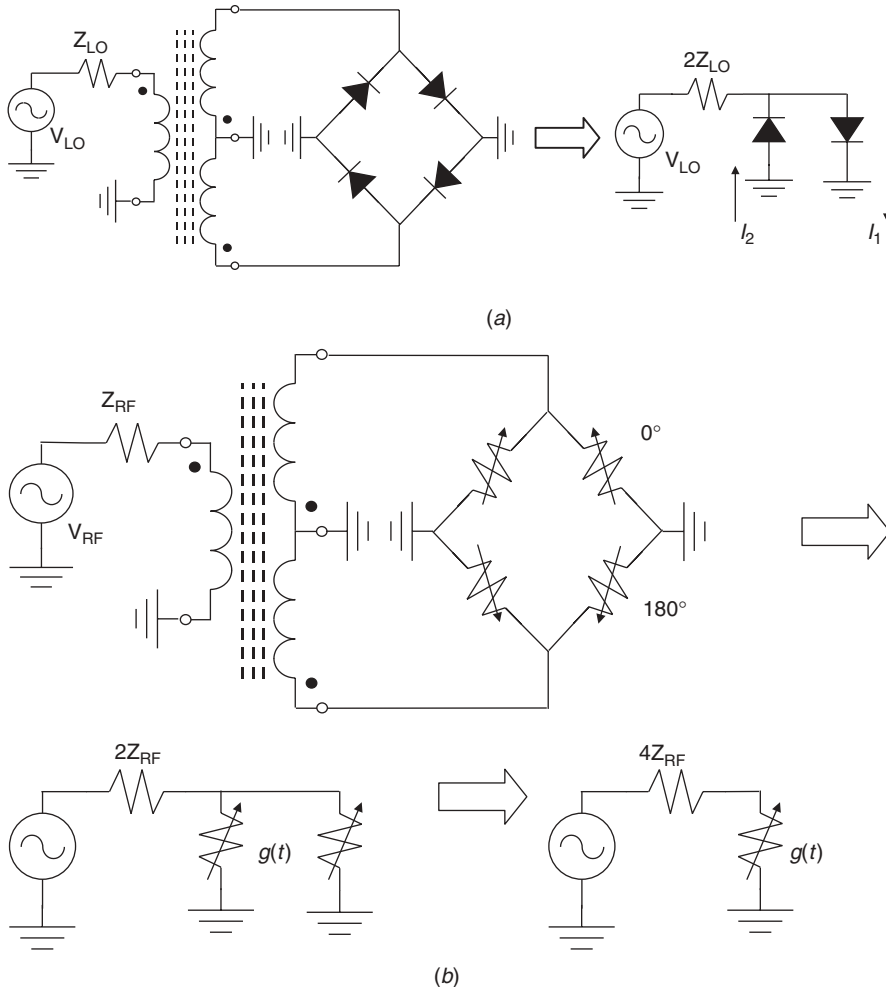 Z_LO
V_LO
2Z_LO
V_LO
I_2
I_1
(a)
Z_RF
V_RF
0°
180°
2Z_RF
g(t)
4Z_RF
g(t)
(b)